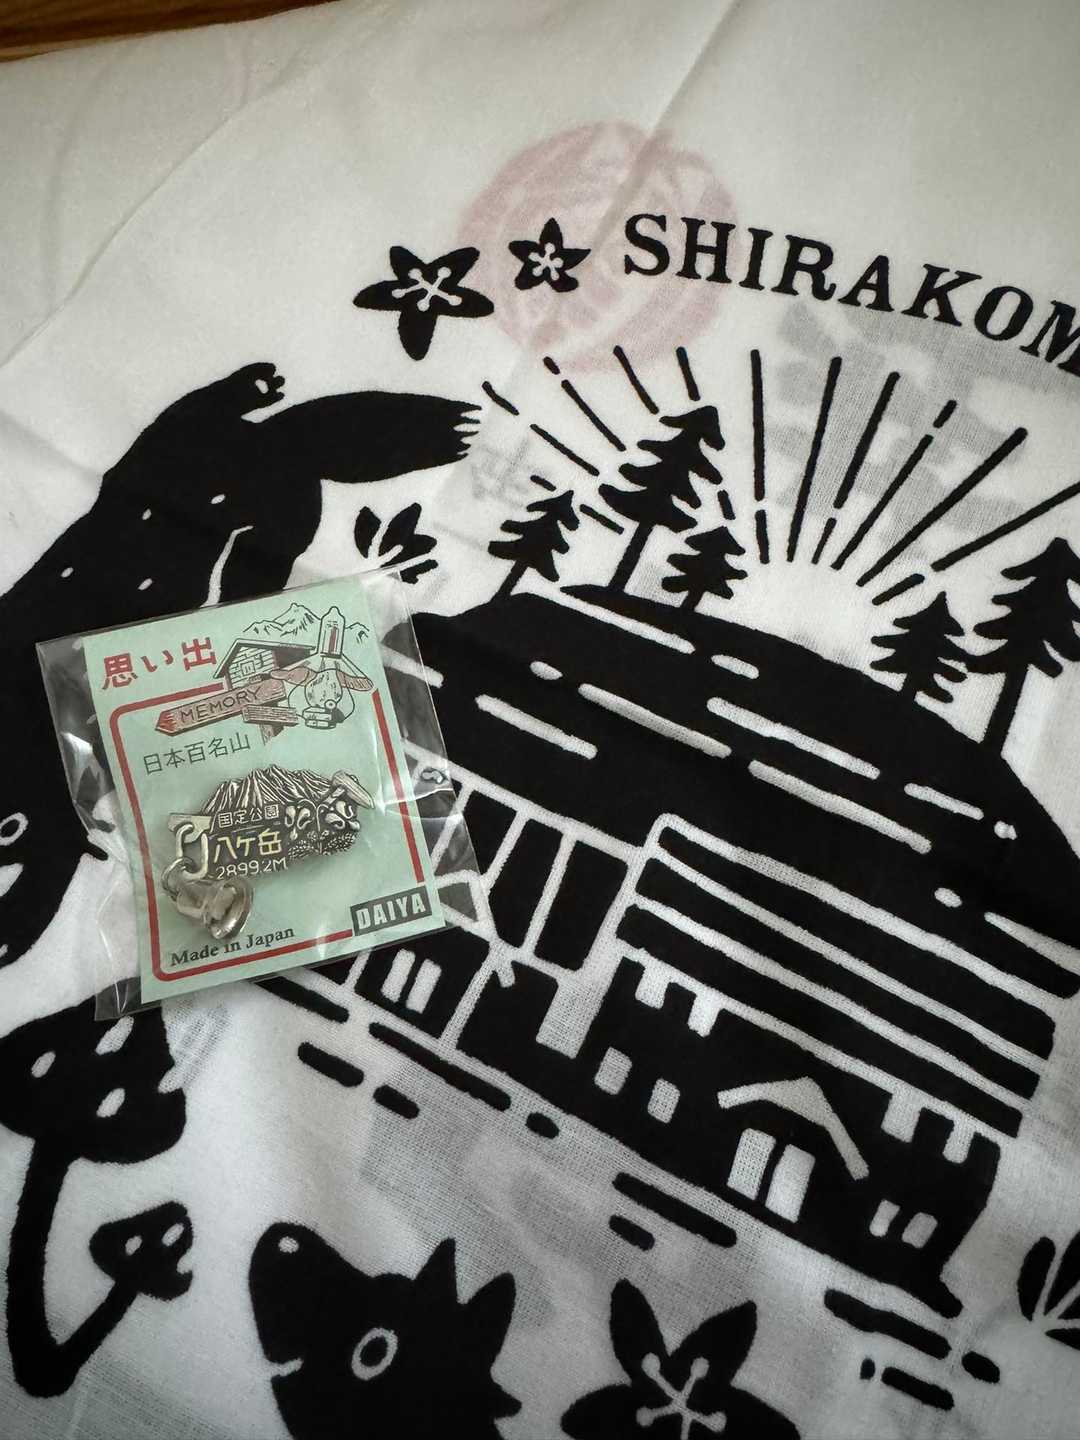 SHIRAKOM
思い出
MEMORY
日本百名山
国定公園
八ケ岳
2899.2M
DAIYA
Made in Japan